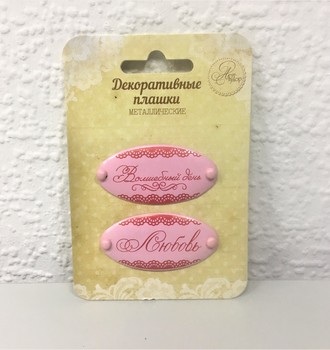 Декоративные
плашки
МЕТАЛЛИЧЕСКИЕ
Волшебный день
Любовь